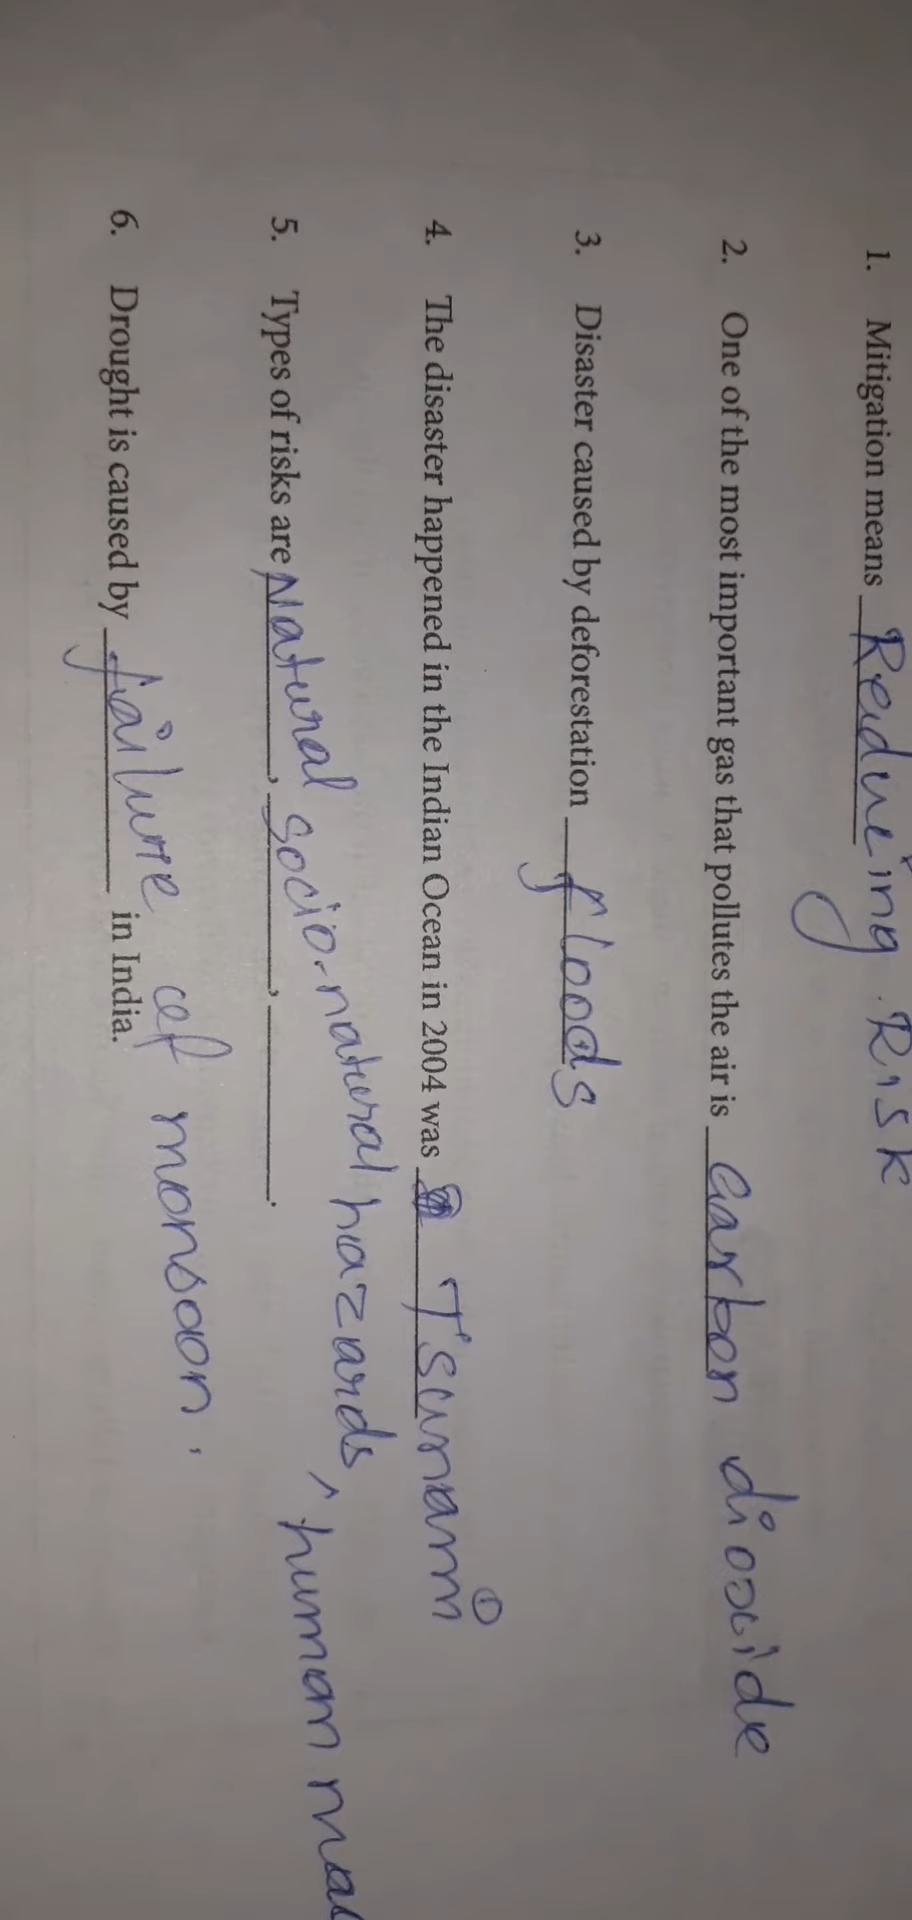 1. Mitigation means Reducing Risk
2. One of the most important gas that pollutes the air is Carbon dioxide
3. Disaster caused by deforestation floods
4. The disaster happened in the Indian Ocean in 2004 was Tsunami
5. Types of risks are Natural, socio-natural hazards, human
6. Drought is caused by failure of monsoon. in India.